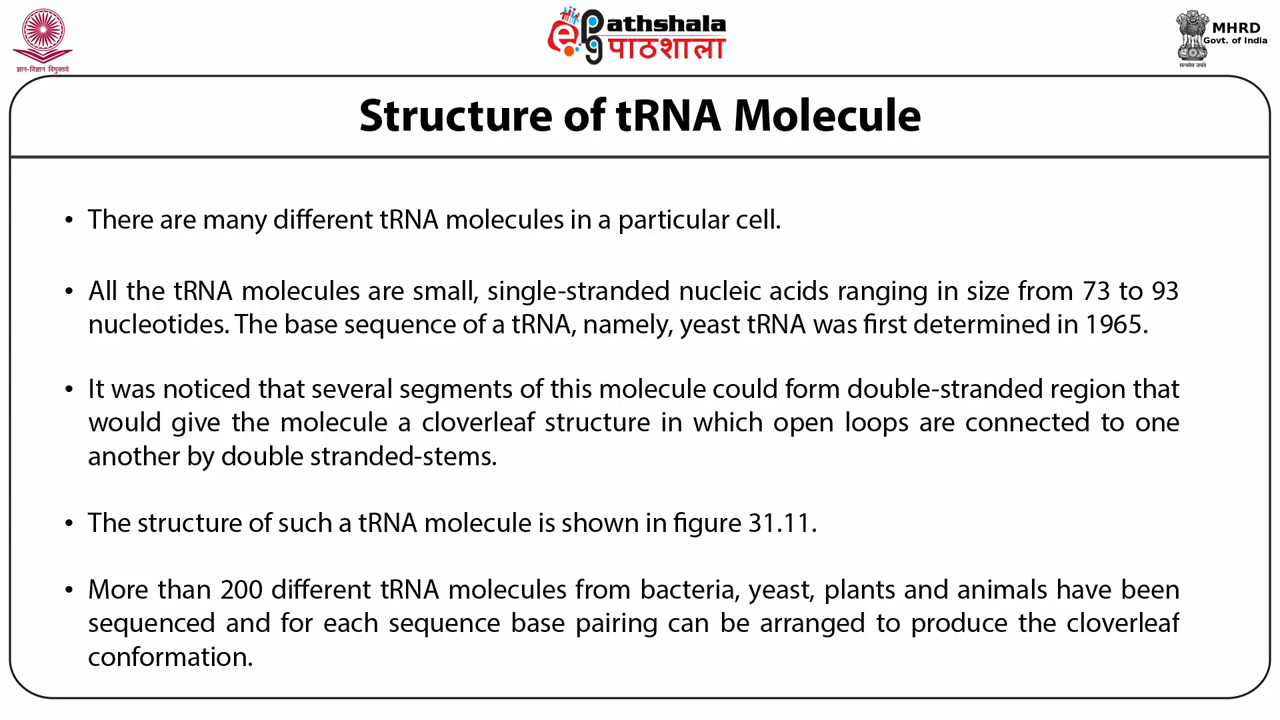 ज्ञान-विज्ञान विमुक्तये
ePathshala
पाठशाला
सत्यमेव जयते
MHRD
Govt. of India
Structure of tRNA Molecule
• There are many different tRNA molecules in a particular cell.
• All the tRNA molecules are small, single-stranded nucleic acids ranging in size from 73 to 93
nucleotides. The base sequence of a tRNA, namely, yeast tRNA was first determined in 1965.
• It was noticed that several segments of this molecule could form double-stranded region that
would give the molecule a cloverleaf structure in which open loops are connected to one
another by double stranded-stems.
• The structure of such a tRNA molecule is shown in figure 31.11.
• More than 200 different tRNA molecules from bacteria, yeast, plants and animals have been
sequenced and for each sequence base pairing can be arranged to produce the cloverleaf
conformation.